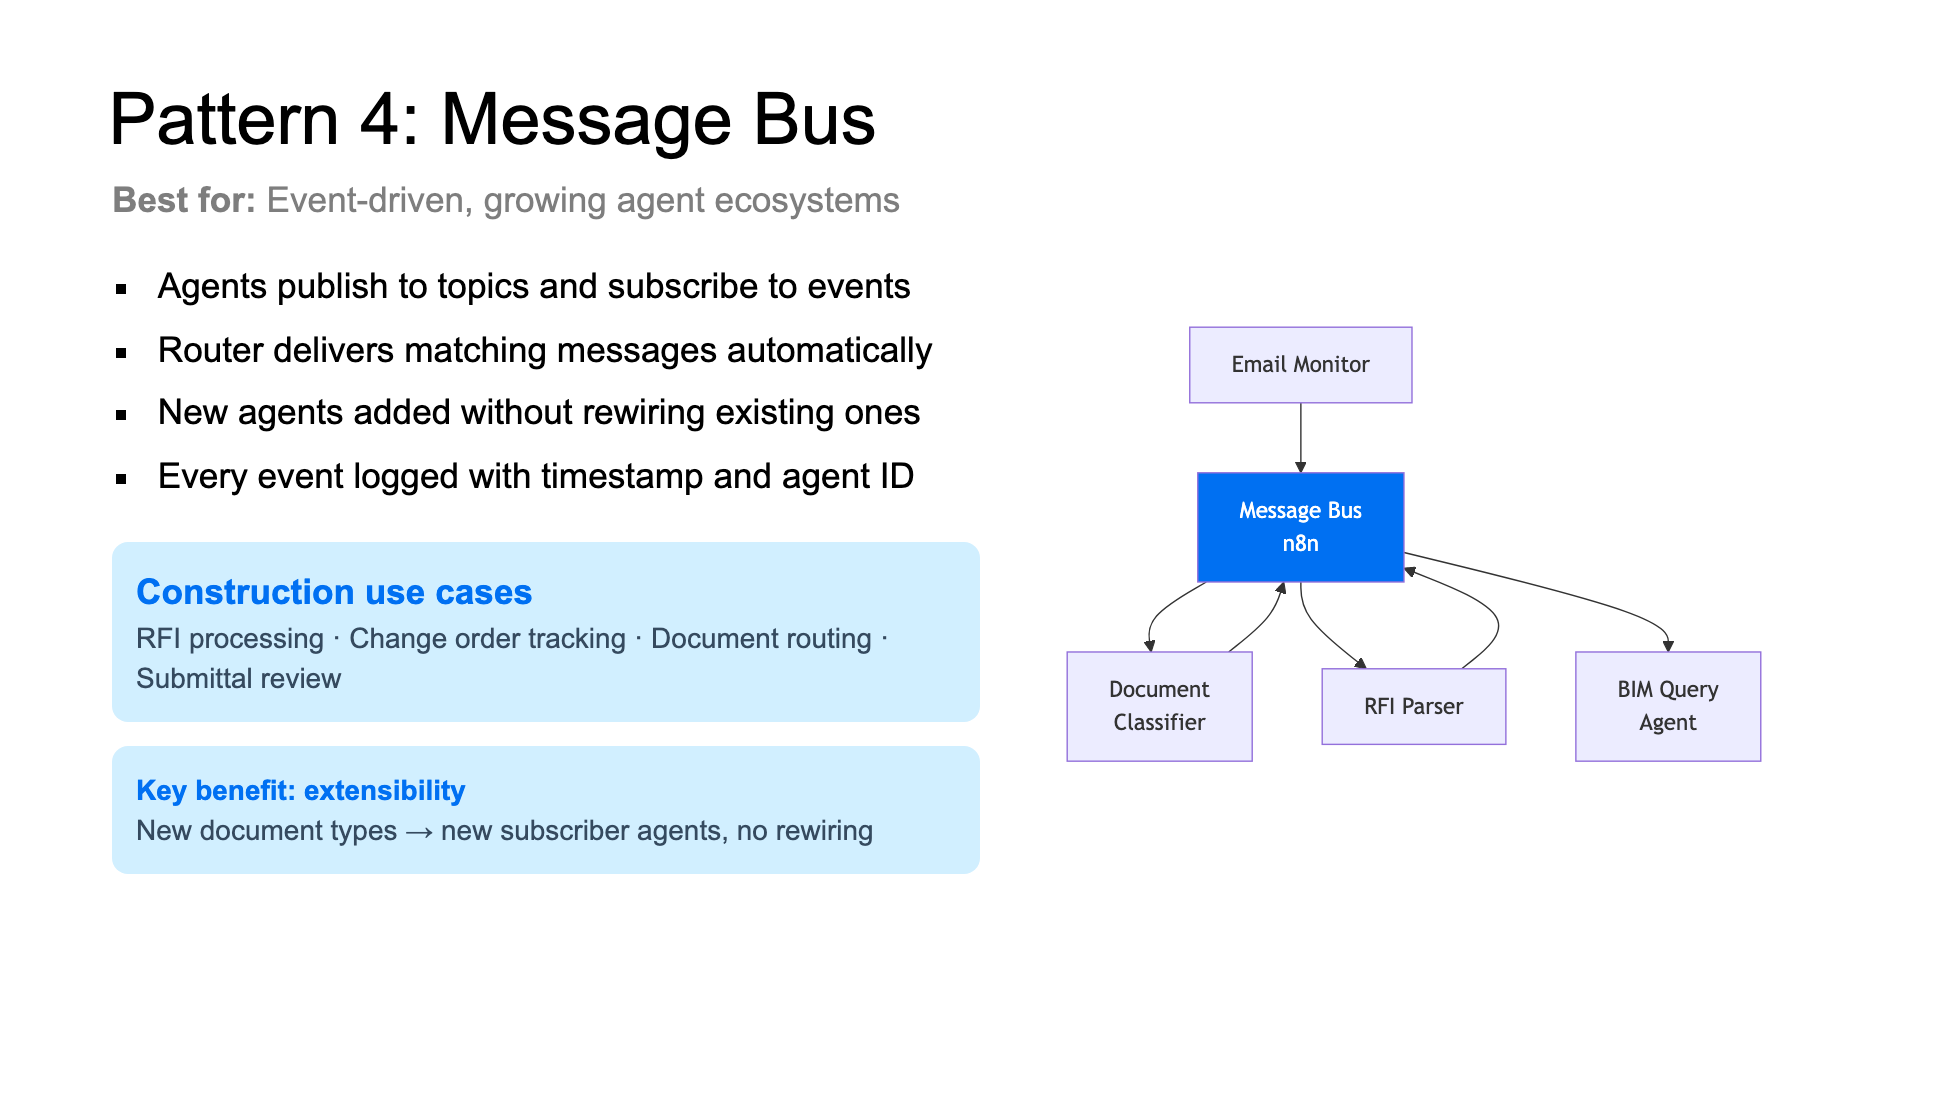 Pattern 4: Message Bus
Best for: Event-driven, growing agent ecosystems
▪ Agents publish to topics and subscribe to events
▪ Router delivers matching messages automatically
▪ New agents added without rewiring existing ones
▪ Every event logged with timestamp and agent ID
Construction use cases
RFI processing · Change order tracking · Document routing ·
Submittal review
Key benefit: extensibility
New document types → new subscriber agents, no rewiring
Email Monitor
Message Bus
n8n
Document
Classifier
RFI Parser
BIM Query
Agent